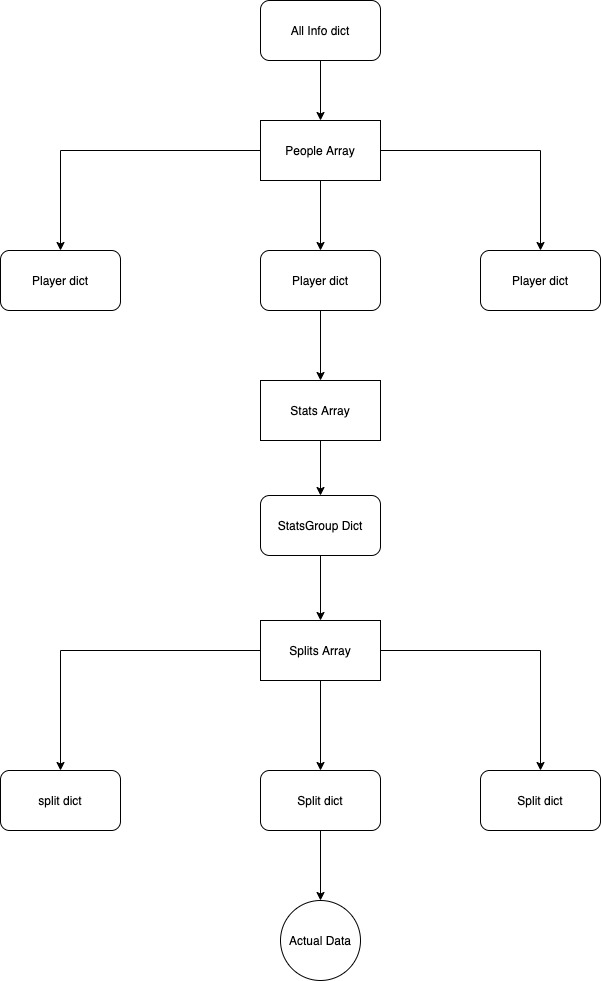 All Info dict
People Array
Player dict
Player dict
Player dict
Stats Array
StatsGroup Dict
Splits Array
split dict
Split dict
Split dict
Actual Data